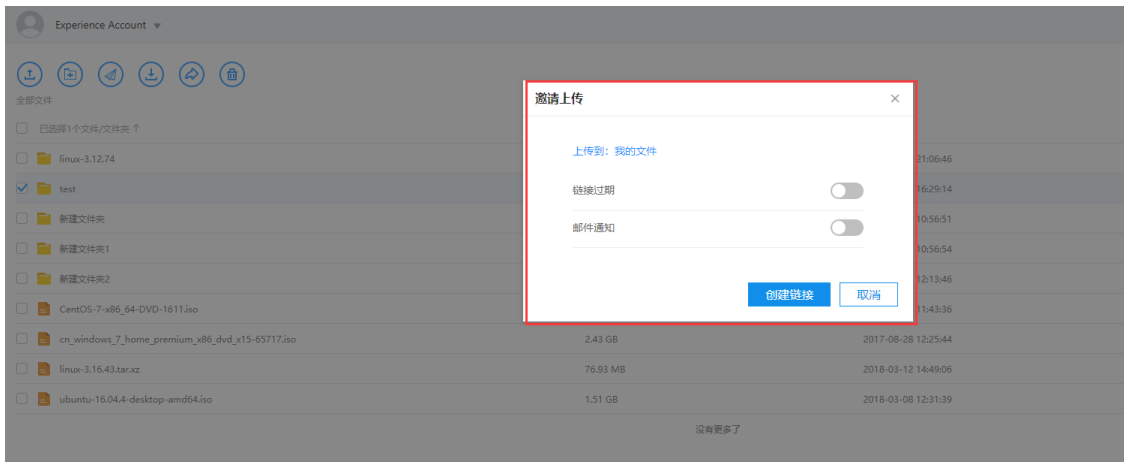 Experience Account
全部文件
已选择1个文件/文件夹 ↑
linux-3.12.74
21:06:46
test
16:29:14
新建文件夹
10:56:51
新建文件夹1
10:56:54
新建文件夹2
12:13:46
CentOS-7-x86_64-DVD-1611.iso
11:43:36
cn_windows_7_home_premium_x86_dvd_x15-65717.iso
2.43 GB
2017-08-28 12:25:44
linux-3.16.43.tar.xz
76.93 MB
2018-03-12 14:49:06
ubuntu-16.04.4-desktop-amd64.iso
1.51 GB
2018-03-08 12:31:39
没有更多了
邀请上传
上传到：我的文件
链接过期
邮件通知
创建链接
取消